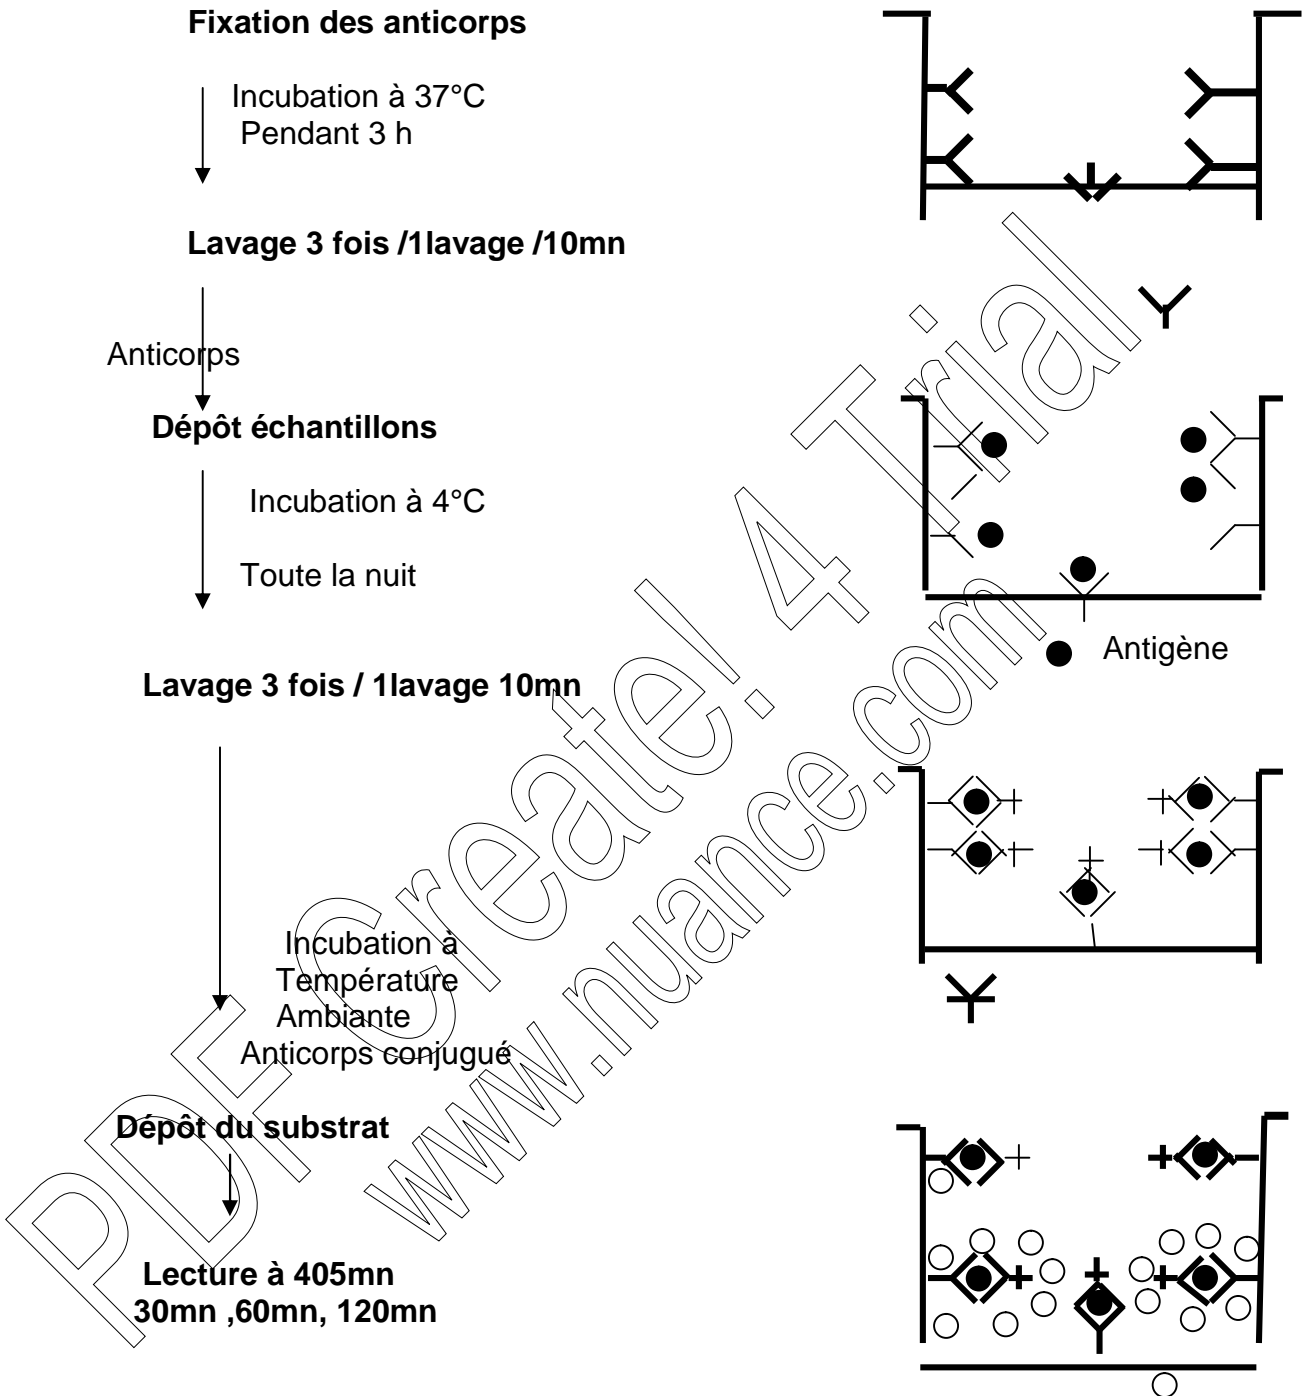 Fixation des anticorps
Incubation à 37°C
Pendant 3 h
Lavage 3 fois /1lavage /10mn
Anticorps
Dépôt échantillons
Incubation à 4°C
Toute la nuit
Antigène
Lavage 3 fois / 1lavage 10mn
Incubation à
Température
Ambiante
Anticorps conjugué
Dépôt du substrat
Lecture à 405mn
30mn ,60mn, 120mn
PDF Create! 4 Trial
www.nuance.com